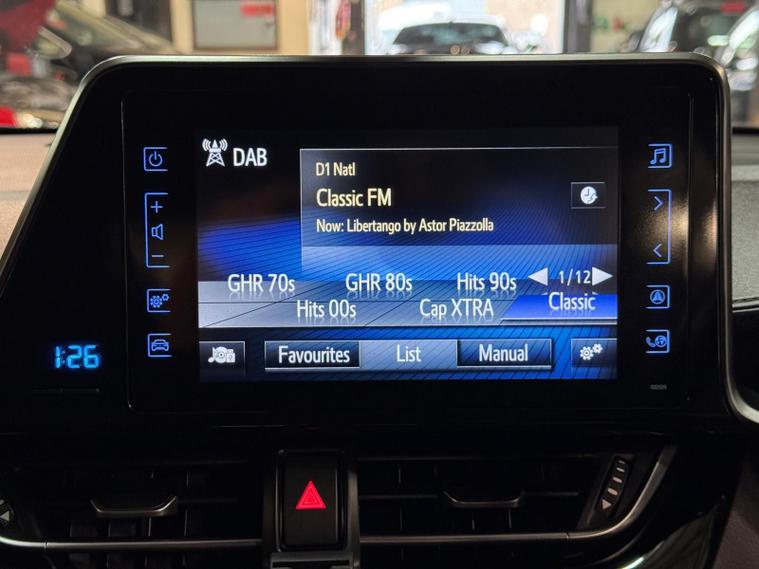 DAB
D1 Natl
Classic FM
Now: Libertango by Astor Piazzolla
GHR 70s GHR 80s Hits 90s 1/12
Hits 00s Cap XTRA Classic
Favourites List Manual
1:26